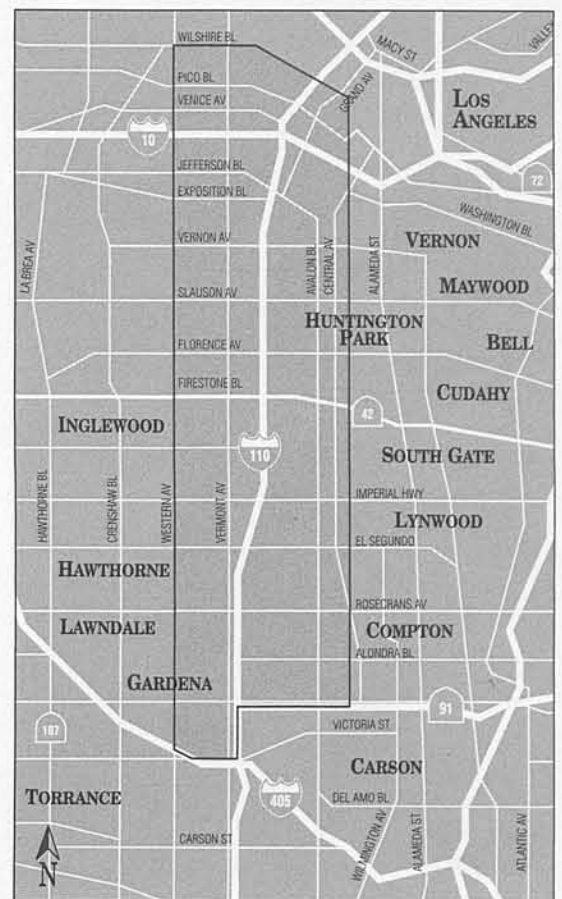 WILSHIRE BL
MACY ST
VALLEY
PICO BL
GRAND AV
VENICE AV
LOS
ANGELES
10
JEFFERSON BL
72
EXPOSITION BL
WASHINGTON BL
VERNON AV
VERNON
LA BREA AV
AVALON BL
CENTRAL AV
ALAMEDA ST
MAYWOOD
SLAUSON AV
HUNTINGTON
PARK
BELL
FLORENCE AV
FIRESTONE BL
CUDAHY
42
INGLEWOOD
110
SOUTH GATE
HAWTHORNE BL
CRENSHAW BL
WESTERN AV
VERMONT AV
IMPERIAL HWY
LYNWOOD
EL SEGUNDO
HAWTHORNE
ROSECRANS AV
LAWNDALE
COMPTON
ALONDRA BL
GARDENA
91
107
VICTORIA ST
CARSON
TORRANCE
405
DEL AMO BL
WILMINGTON AV
ALAMEDA ST
ATLANTIC AV
CARSON ST
N